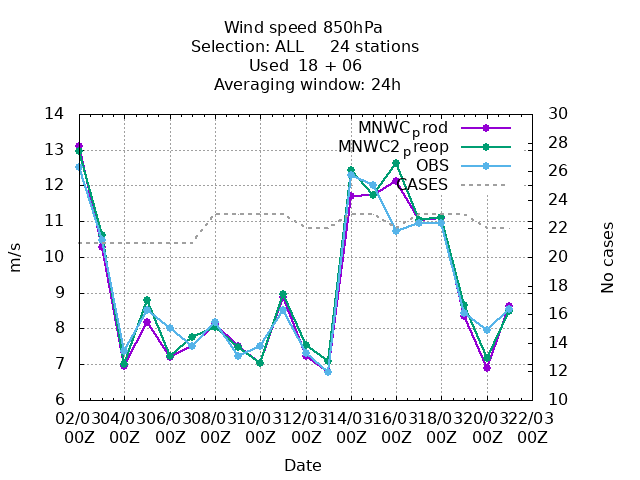 Wind speed 850hPa
Selection: ALL 24 stations
Used 18 + 06
Averaging window: 24h
14
13
12
11
10
9
8
7
6
m/s
30
28
26
24
22
20
18
16
14
12
10
No cases
MNWCprod
MNWC2preop
OBS
CASES
02/03 04/03 06/03 08/03 10/03 12/03 14/03 16/03 18/03 20/03 22/03
00Z 00Z 00Z 00Z 00Z 00Z 00Z 00Z 00Z 00Z 00Z
Date